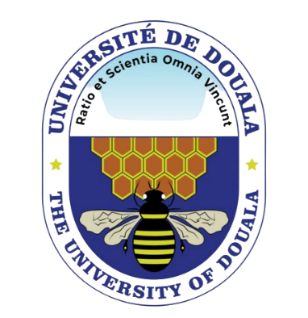 UNIVERSITÉ DE DOUALA
Ratio et Scientia Omnia Vincunt
THE UNIVERSITY OF DOUALA